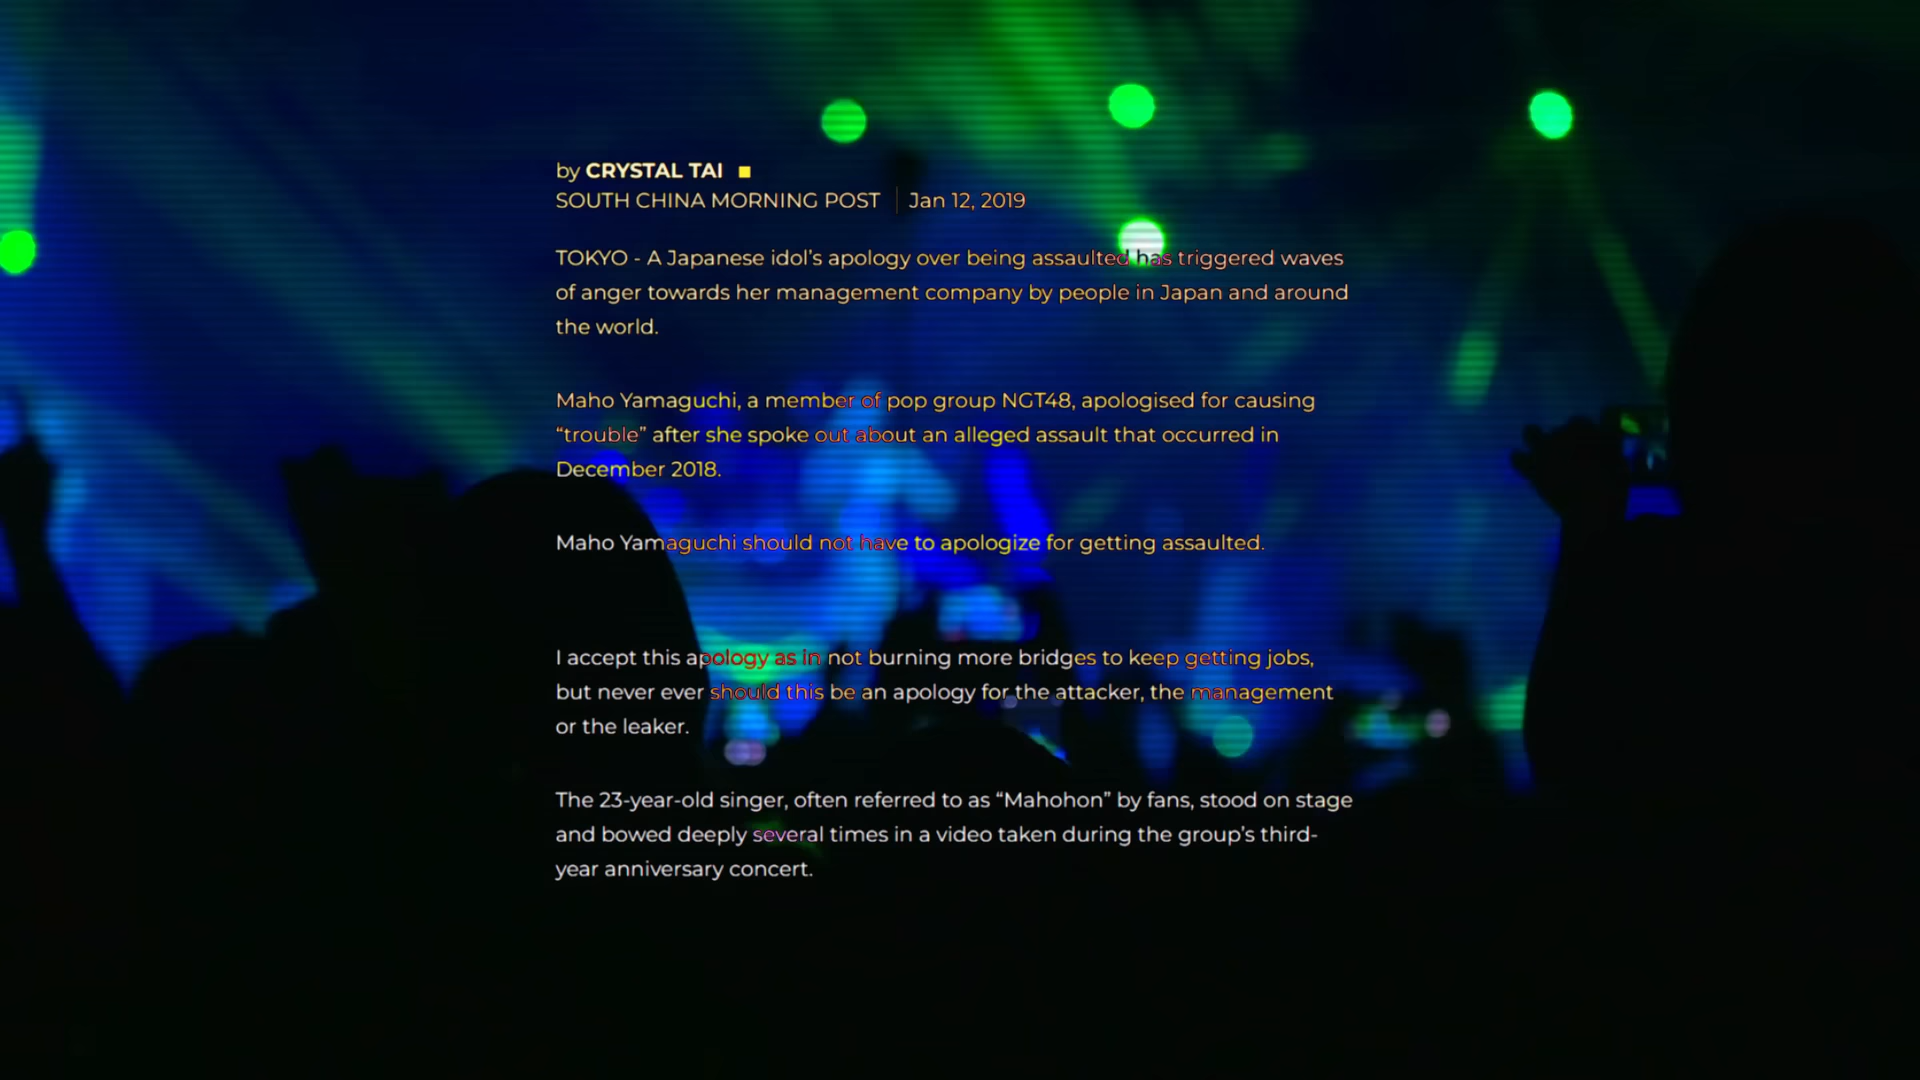 by CRYSTAL TAI
SOUTH CHINA MORNING POST | Jan 12, 2019
TOKYO - A Japanese idol’s apology over being assaulted has triggered waves
of anger towards her management company by people in Japan and around
the world.
Maho Yamaguchi, a member of pop group NGT48, apologised for causing
“trouble” after she spoke out about an alleged assault that occurred in
December 2018.
Maho Yamaguchi should not have to apologize for getting assaulted.
I accept this apology as in not burning more bridges to keep getting jobs,
but never ever should this be an apology for the attacker, the management
or the leaker.
The 23-year-old singer, often referred to as “Mahohon” by fans, stood on stage
and bowed deeply several times in a video taken during the group’s third-
year anniversary concert.